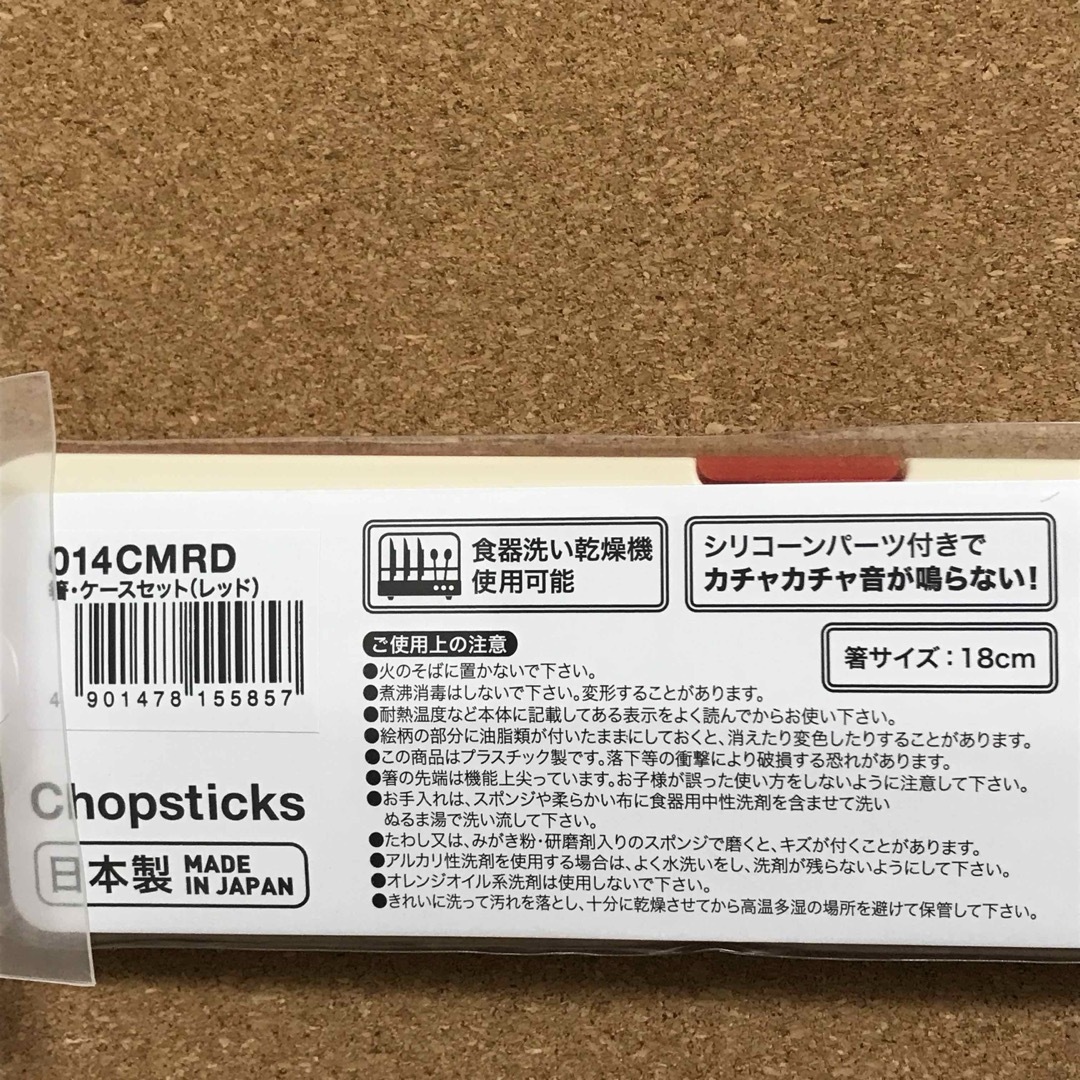 014CMRD
箸・ケースセット(レッド)
4 901478 155857
Chopsticks
日本製 MADE IN JAPAN
食器洗い乾燥機
使用可能
シリコーンパーツ付きで
カチャカチャ音が鳴らない!
箸サイズ:18cm
ご使用上の注意
●火のそばに置かないで下さい。
●煮沸消毒はしないで下さい。変形することがあります。
●耐熱温度など本体に記載してある表示をよく読んでからお使い下さい。
●絵柄の部分に油脂類が付いたままにしておくと、消えたり変色したりすることがあります。
●この商品はプラスチック製です。落下等の衝撃により破損する恐れがあります。
●箸の先端は機能上尖っています。お子様が誤った使い方をしないように注意して下さい。
●お手入れは、スポンジや柔らかい布に食器用中性洗剤を含ませて洗い
ぬるま湯で洗い流して下さい。
●たわし又は、みがき粉・研磨剤入りのスポンジで磨くと、キズが付くことがあります。
●アルカリ性洗剤を使用する場合は、よく水洗いをし、洗剤が残らないようにして下さい。
●オレンジオイル系洗剤は使用しないで下さい。
●きれいに洗って汚れを落とし、十分に乾燥させてから高温多湿の場所を避けて保管して下さい。